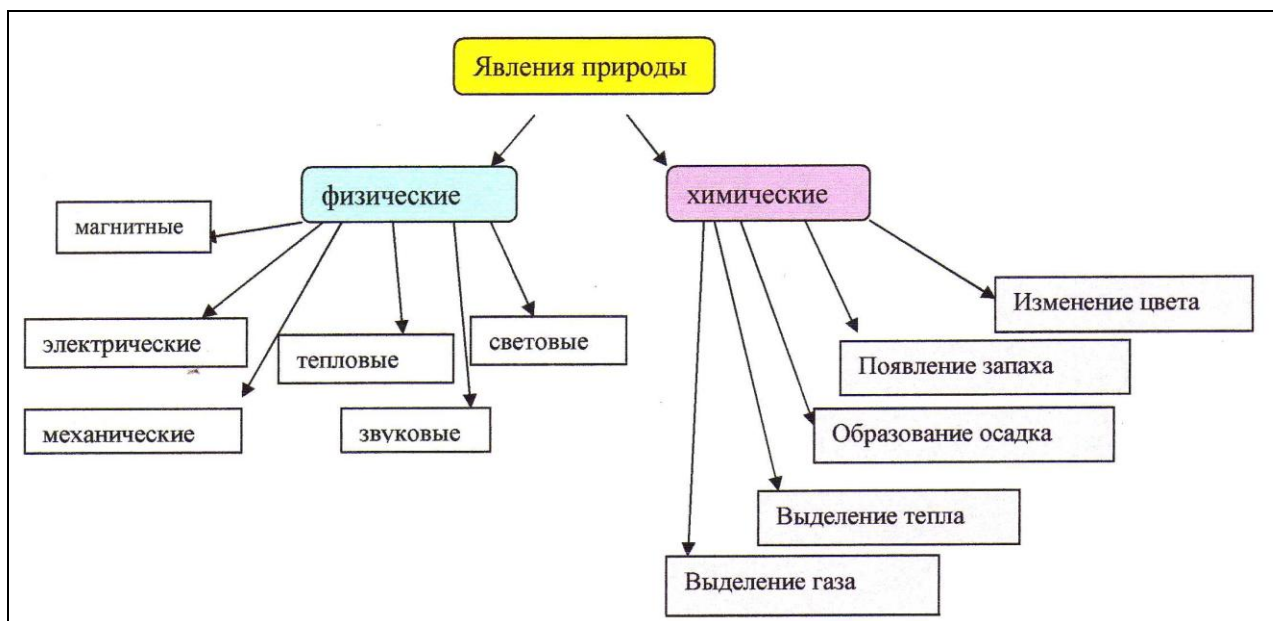 Явления природы
физические
химические
магнитные
электрические
механические
тепловые
звуковые
световые
Изменение цвета
Появление запаха
Образование осадка
Выделение тепла
Выделение газа